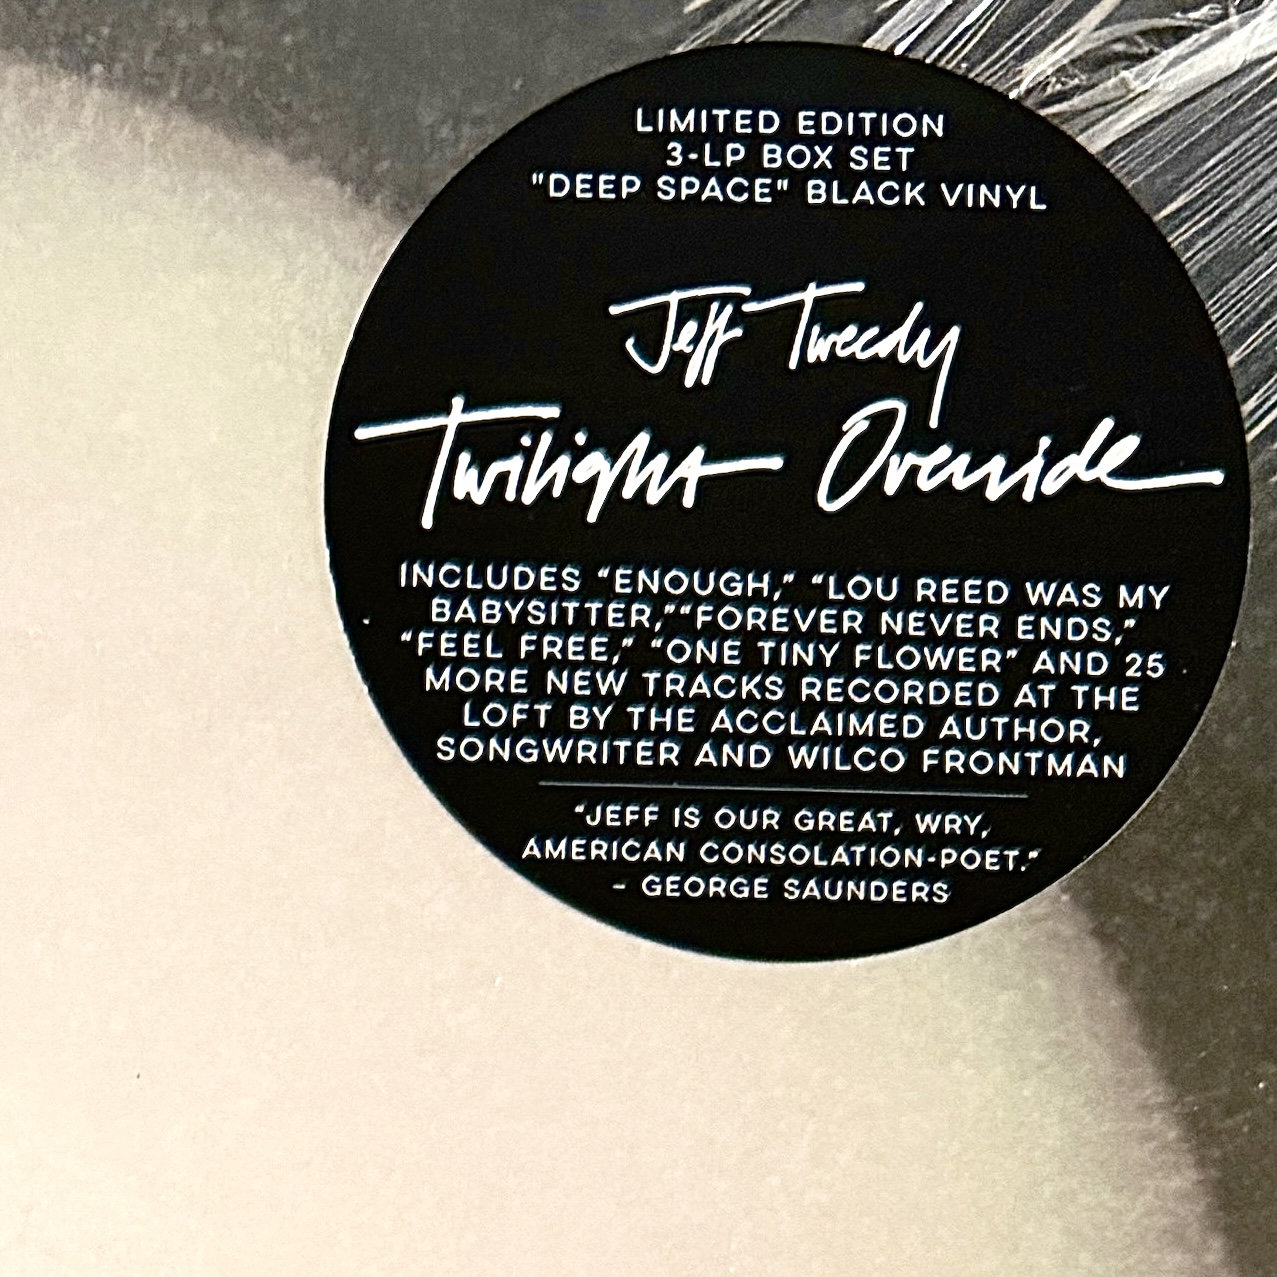 LIMITED EDITION
3-LP BOX SET
"DEEP SPACE" BLACK VINYL
Jeff Tweedy
Twilight Override
INCLUDES “ENOUGH,” “LOU REED WAS MY
BABYSITTER,”“FOREVER NEVER ENDS,”
“FEEL FREE,” “ONE TINY FLOWER” AND 25
MORE NEW TRACKS RECORDED AT THE
LOFT BY THE ACCLAIMED AUTHOR,
SONGWRITER AND WILCO FRONTMAN
“JEFF IS OUR GREAT, WRY,
AMERICAN CONSOLATION-POET.”
– GEORGE SAUNDERS